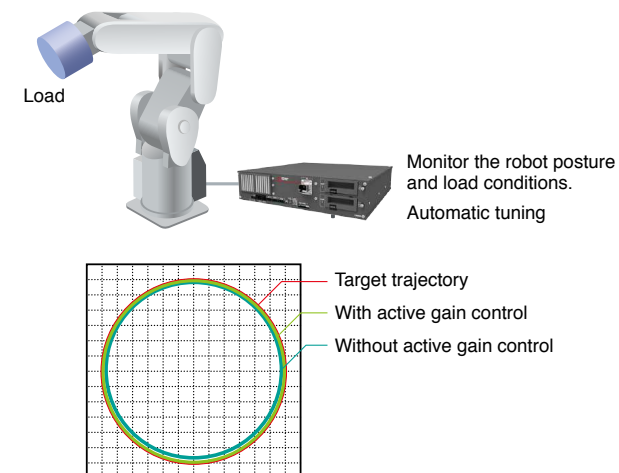 Load
Monitor the robot posture
and load conditions.
Automatic tuning
Target trajectory
With active gain control
Without active gain control